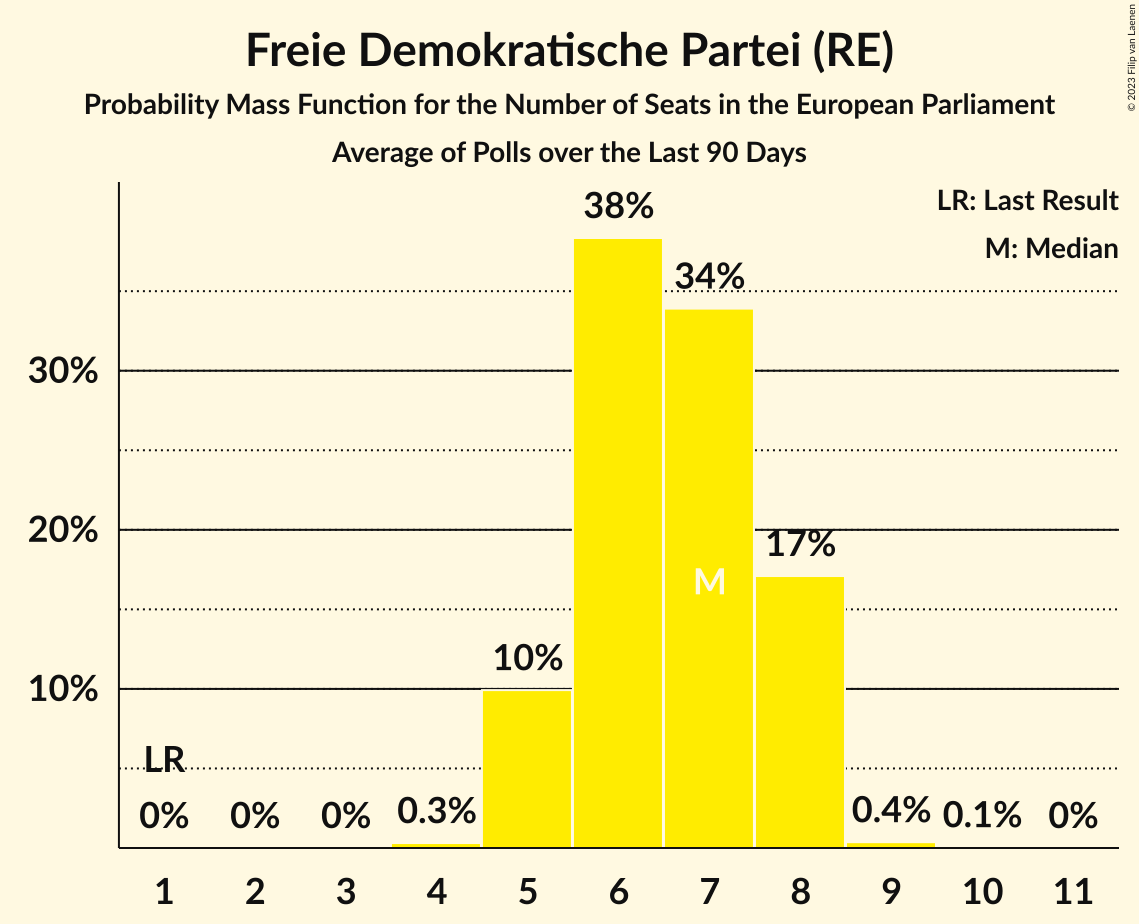 Freie Demokratische Partei (RE)
Probability Mass Function for the Number of Seats in the European Parliament
Average of Polls over the Last 90 Days
© 2023 Filip van Laenen
LR: Last Result
M: Median
38%
34%
30%
20%
17%
M
10%
10%
LR
0% 0% 0% 0.3% 0.4% 0.1% 0%
1 2 3 4 5 6 7 8 9 10 11